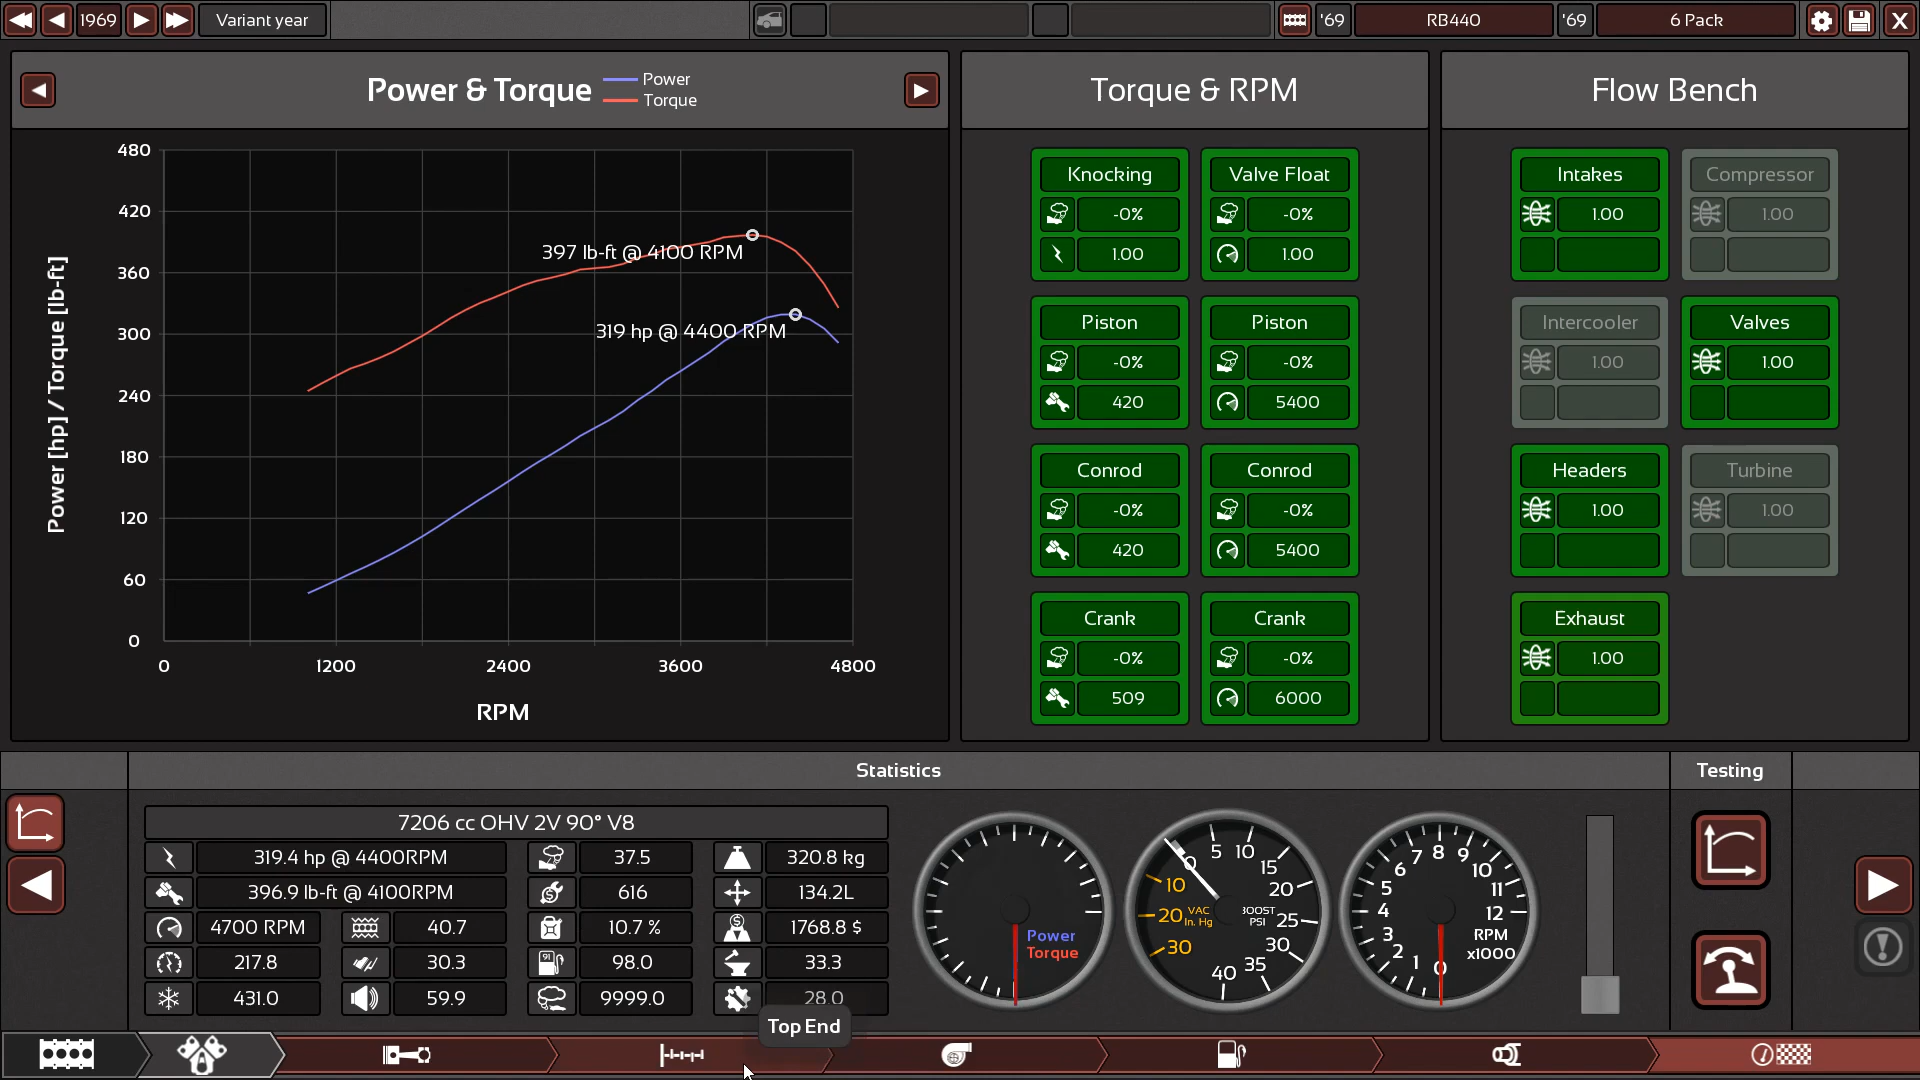 1969
Variant year
'69
RB440
'69
6 Pack
Power & Torque
Power
Torque
Power [hp] / Torque [lb-ft]
480
420
360
300
240
180
120
60
0
397 lb-ft @ 4100 RPM
319 hp @ 4400 RPM
0
1200
2400
3600
4800
RPM
Torque & RPM
Knocking
-0%
1.00
Valve Float
-0%
1.00
Piston
-0%
420
Piston
-0%
5400
Conrod
-0%
420
Conrod
-0%
5400
Crank
-0%
509
Crank
-0%
6000
Flow Bench
Intakes
1.00
Compressor
1.00
Intercooler
1.00
Valves
1.00
Headers
1.00
Turbine
1.00
Exhaust
1.00
Statistics
Testing
7206 cc OHV 2V 90° V8
319.4 hp @ 4400RPM
37.5
320.8 kg
396.9 lb-ft @ 4100RPM
616
134.2L
4700 RPM
40.7
10.7 %
1768.8 $
217.8
30.3
91
98.0
33.3
431.0
59.9
9999.0
28.0
Power
Torque
0
5
10
15
20
25
30
35
40
10
20
30
VAC
In. Hg
BOOST
PSI
0
1
2
3
4
5
6
7
8
9
10
11
12
RPM
x1000
Top End